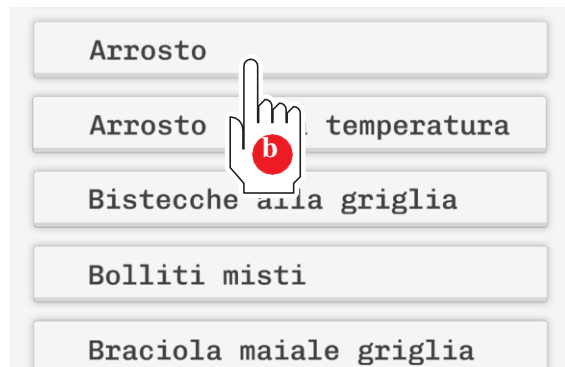 Arrosto
Arrosto temperatura
b
Bistecche alla griglia
Bolliti misti
Braciola maiale griglia